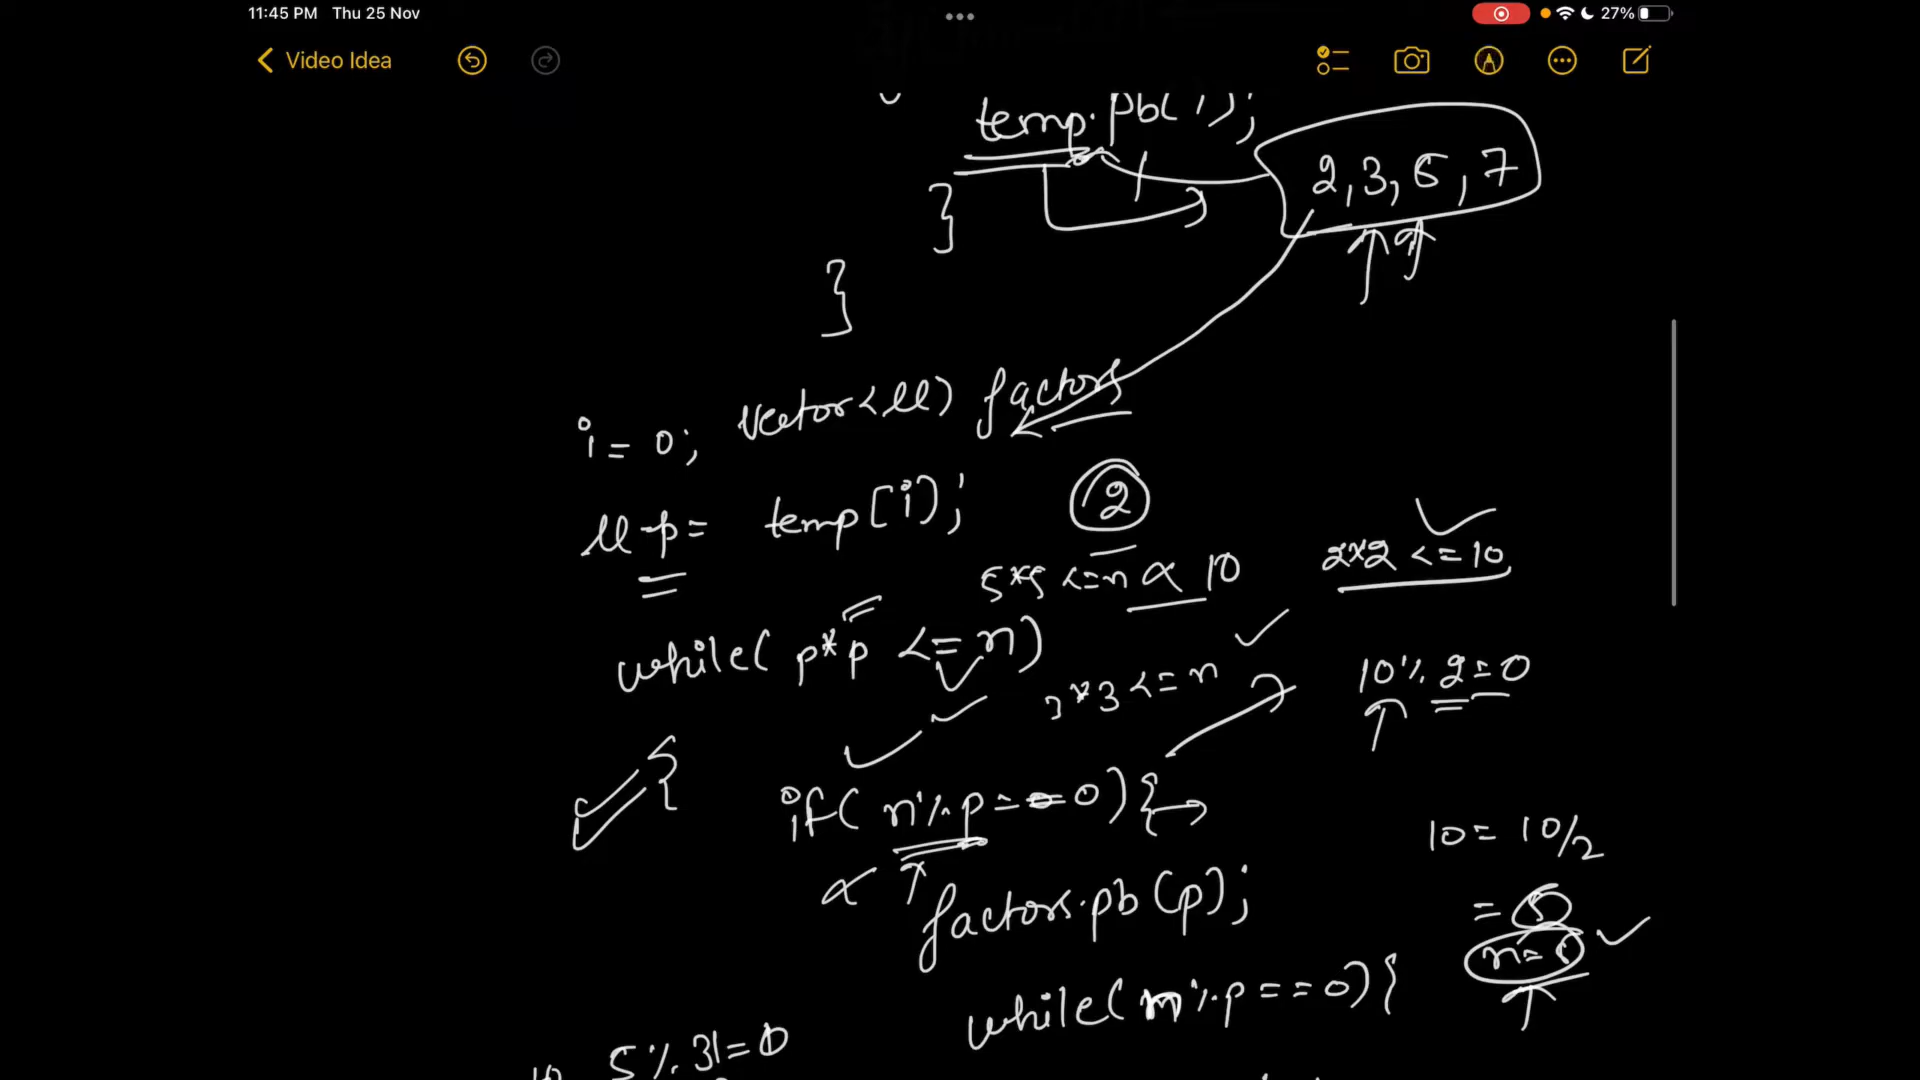 11:45 PM Thu 25 Nov
27%
Video Idea
temp.pb(i);
2, 3, 5, 7
}
}
i = 0; vector<ll> factors
ll p = temp[i]; 2
5*5 <= n α 10 2*2 <= 10
while( p*p <= n)
3*3 <= n 10 % 2 = 0
{
if( n % p == 0){
10 = 10/2
α factors.pb(p);
= 5
n = 5
while( n % p == 0){
5 % 3 != 0